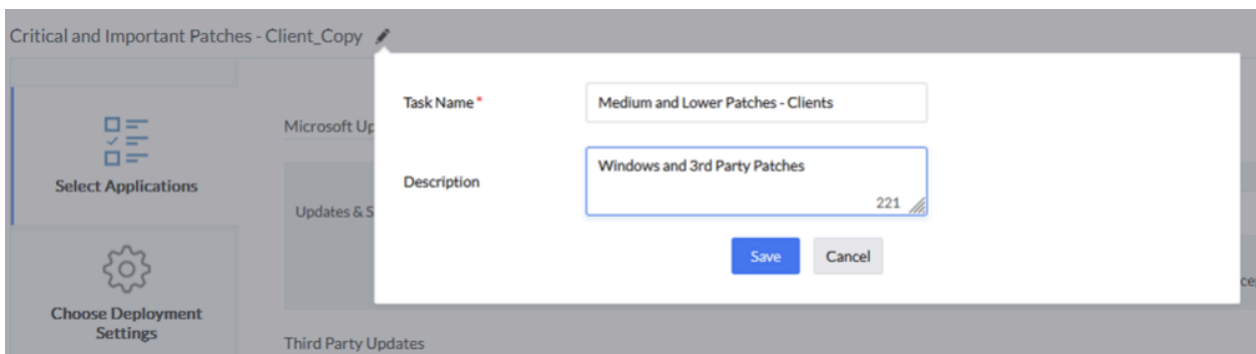 Critical and Important Patches - Client_Copy
Task Name *
Medium and Lower Patches - Clients
Microsoft Up
Description
Windows and 3rd Party Patches
221
Select Applications
Updates & S
Save
Cancel
Choose Deployment
Settings
Third Party Updates